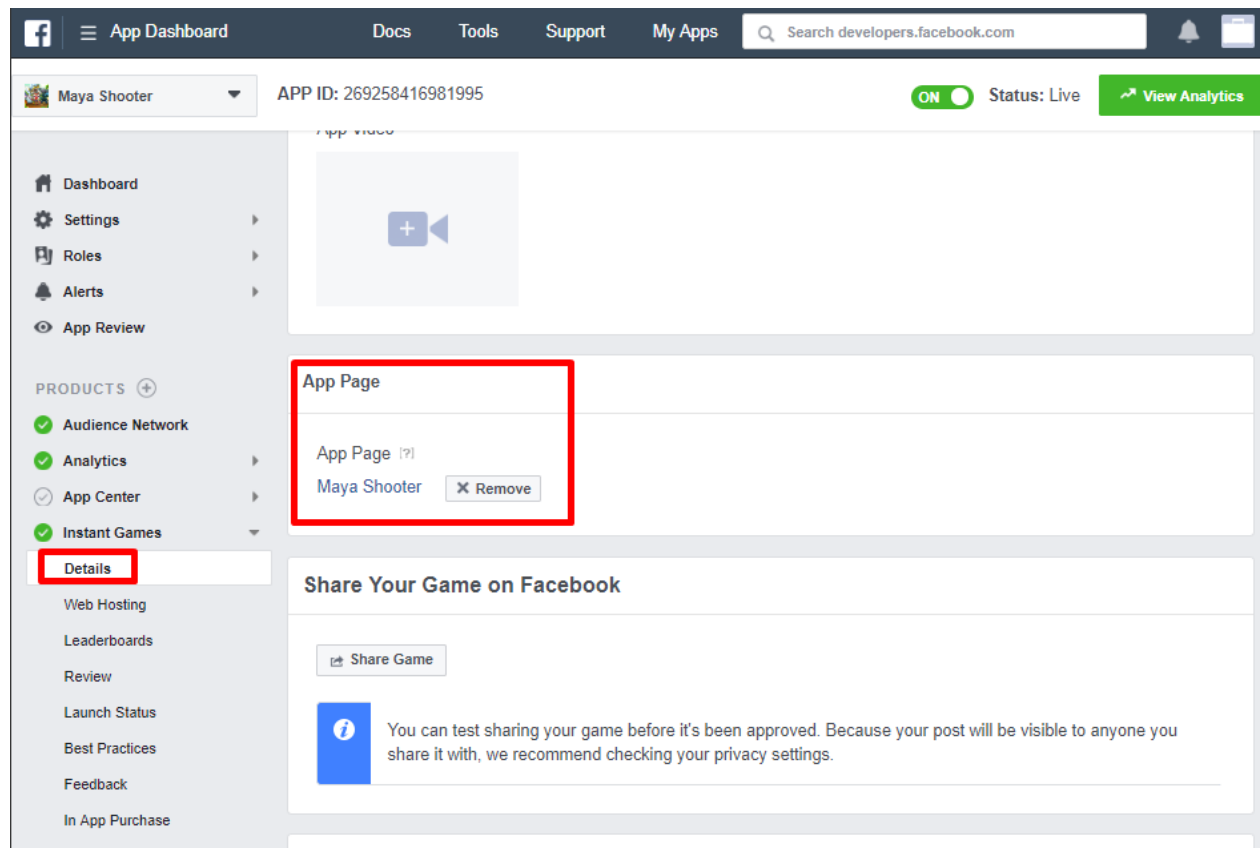 App Dashboard Docs Tools Support My Apps Search developers.facebook.com
Maya Shooter APP ID: 269258416981995 ON Status: Live View Analytics
App Video
Dashboard
Settings
Roles
Alerts
App Review
PRODUCTS
Audience Network
Analytics
App Center
Instant Games
Details
Web Hosting
Leaderboards
Review
Launch Status
Best Practices
Feedback
In App Purchase
App Page
App Page [?]
Maya Shooter Remove
Share Your Game on Facebook
Share Game
You can test sharing your game before it's been approved. Because your post will be visible to anyone you
share it with, we recommend checking your privacy settings.